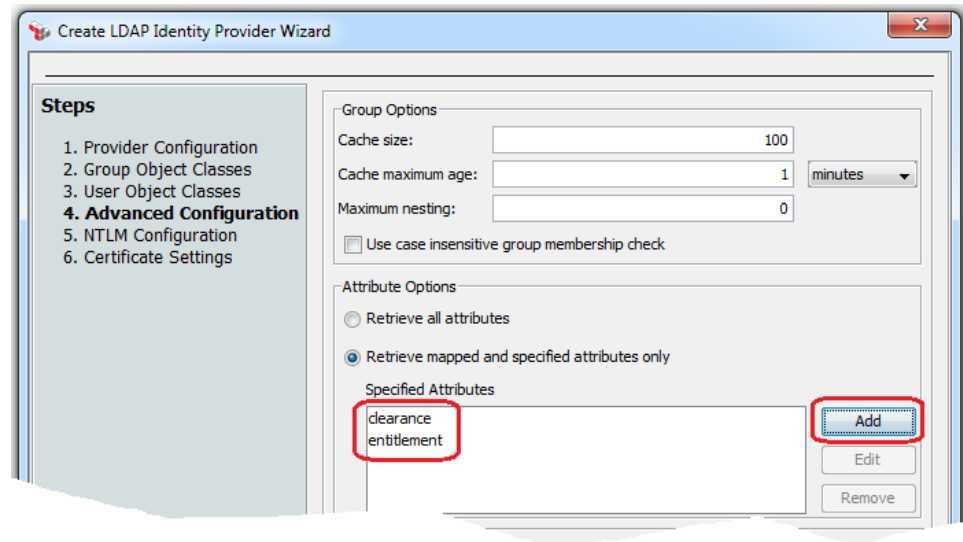 Create LDAP Identity Provider Wizard
Steps
1. Provider Configuration
2. Group Object Classes
3. User Object Classes
4. Advanced Configuration
5. NTLM Configuration
6. Certificate Settings
Group Options
Cache size: 100
Cache maximum age: 1 minutes
Maximum nesting: 0
Use case insensitive group membership check
Attribute Options
Retrieve all attributes
Retrieve mapped and specified attributes only
Specified Attributes
clearance
entitlement
Add
Edit
Remove